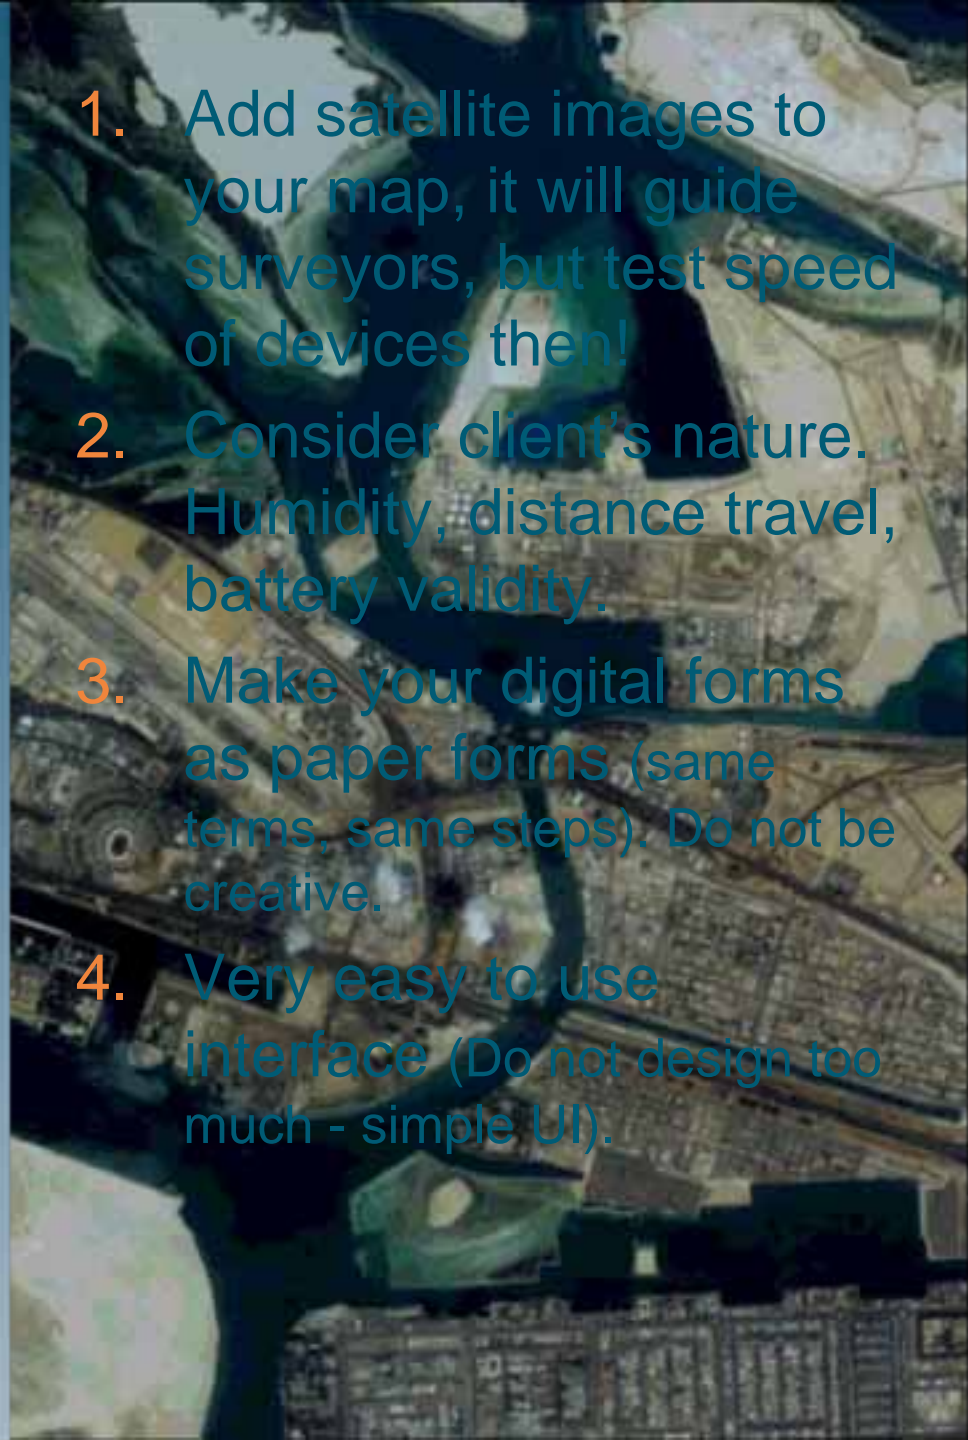 1. Add satellite images to
your map, it will guide
surveyors, but test speed
of devices then!
2. Consider client's nature.
Humidity, distance travel,
battery validity.
3. Make your digital forms
as paper forms (same
terms, same steps). Do not be
creative.
4. Very easy to use
interface (Do not design too
much - simple UI).